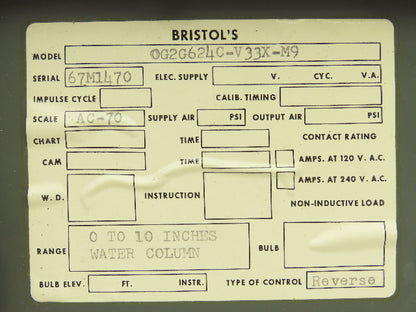 BRISTOL'S
MODEL 0G2G624C-V33X-M9
SERIAL 67M1470 ELEC. SUPPLY V. CYC. V.A.
IMPULSE CYCLE CALIB. TIMING
SCALE AC-70 SUPPLY AIR PSI OUTPUT AIR PSI
CHART TIME CONTACT RATING
CAM TIME AMPS. AT 120 V. A.C.
AMPS. AT 240 V. A.C.
W. D. INSTRUCTION NON-INDUCTIVE LOAD
RANGE 0 TO 10 INCHES BULB
WATER COLUMN
BULB ELEV. FT. INSTR. TYPE OF CONTROL Reverse